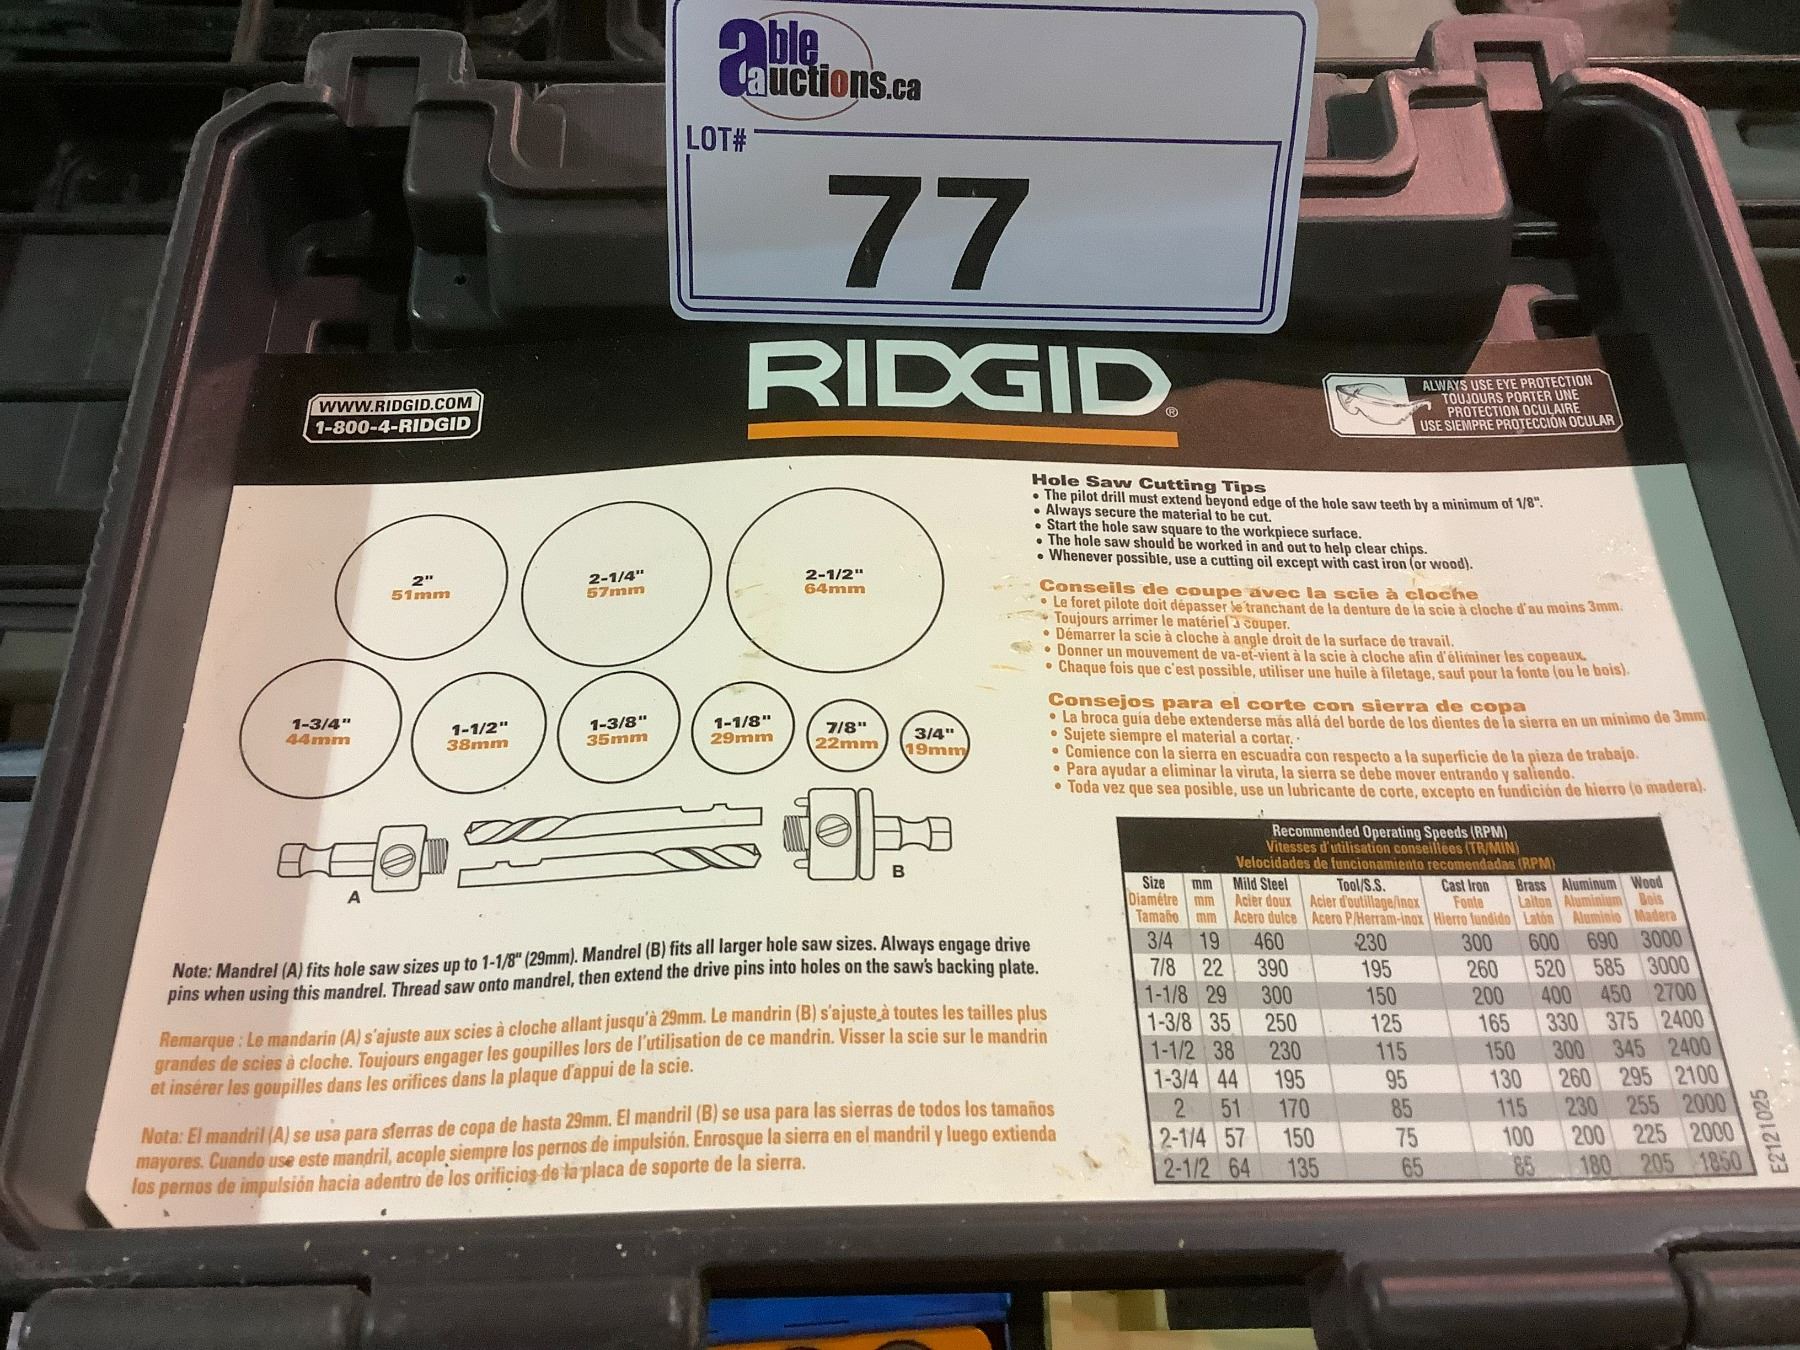 able
auctions.ca
LOT#
77
RIDGID®
WWW.RIDGID.COM
1-800-4-RIDGID
ALWAYS USE EYE PROTECTION
TOUJOURS PORTER UNE
PROTECTION OCULAIRE
USE SIEMPRE PROTECCIÓN OCULAR
2"
51mm
2-1/4"
57mm
2-1/2"
64mm
1-3/4"
44mm
1-1/2"
38mm
1-3/8"
35mm
1-1/8"
29mm
7/8"
22mm
3/4"
19mm
A
B
Note: Mandrel (A) fits hole saw sizes up to 1-1/8" (29mm). Mandrel (B) fits all larger hole saw sizes. Always engage drive
pins when using this mandrel. Thread saw onto mandrel, then extend the drive pins into holes on the saw's backing plate.
Remarque : Le mandarin (A) s'ajuste aux scies à cloche allant jusqu'à 29mm. Le mandrin (B) s'ajuste à toutes les tailles plus
grandes de scies à cloche. Toujours engager les goupilles lors de l'utilisation de ce mandrin. Visser la scie sur le mandrin
et insérer les goupilles dans les orifices dans la plaque d'appui de la scie.
Nota: El mandril (A) se usa para sierras de copa de hasta 29mm. El mandril (B) se usa para las sierras de todos los tamaños
mayores. Cuando use este mandril, acople siempre los pernos de impulsión. Enrosque la sierra en el mandril y luego extienda
los pernos de impulsión hacia adentro de los orificios de la placa de soporte de la sierra.
Hole Saw Cutting Tips
• The pilot drill must extend beyond edge of the hole saw teeth by a minimum of 1/8".
• Always secure the material to be cut.
• Start the hole saw square to the workpiece surface.
• The hole saw should be worked in and out to help clear chips.
• Whenever possible, use a cutting oil except with cast iron (or wood).
Conseils de coupe avec la scie à cloche
• Le foret pilote doit dépasser le tranchant de la denture de la scie à cloche d'au moins 3mm.
• Toujours arrimer le matériel à couper.
• Démarrer la scie à cloche à angle droit de la surface de travail.
• Donner un mouvement de va-et-vient à la scie à cloche afin d'éliminer les copeaux.
• Chaque fois que c'est possible, utiliser une huile à filetage, sauf pour la fonte (ou le bois).
Consejos para el corte con sierra de copa
• La broca guía debe extenderse más allá del borde de los dientes de la sierra en un mínimo de 3mm.
• Sujete siempre el material a cortar.
• Comience con la sierra en escuadra con respecto a la superficie de la pieza de trabajo.
• Para ayudar a eliminar la viruta, la sierra se debe mover entrando y saliendo.
• Toda vez que sea posible, use un lubricante de corte, excepto en fundición de hierro (o madera).
Recommended Operating Speeds (RPM)
Vitesses d'utilisation conseillées (TR/MIN)
Velocidades de funcionamiento recomendadas (RPM)
Size mm Mild Steel Tool/S.S. Cast Iron Brass Aluminum Wood
Diamétre mm Acier doux Acier d'outillage/inox Fonte Laiton Aluminium Bois
Tamaño mm Acero dulce Acero P/Herram-inox Hierro fundido Latón Aluminio Madera
3/4 19 460 230 300 600 690 3000
7/8 22 390 195 260 520 585 3000
1-1/8 29 300 150 200 400 450 2700
1-3/8 35 250 125 165 330 375 2400
1-1/2 38 230 115 150 300 345 2400
1-3/4 44 195 95 130 260 295 2100
2 51 170 85 115 230 255 2000
2-1/4 57 150 75 100 200 225 2000
2-1/2 64 135 65 85 180 205 1850
E2121025